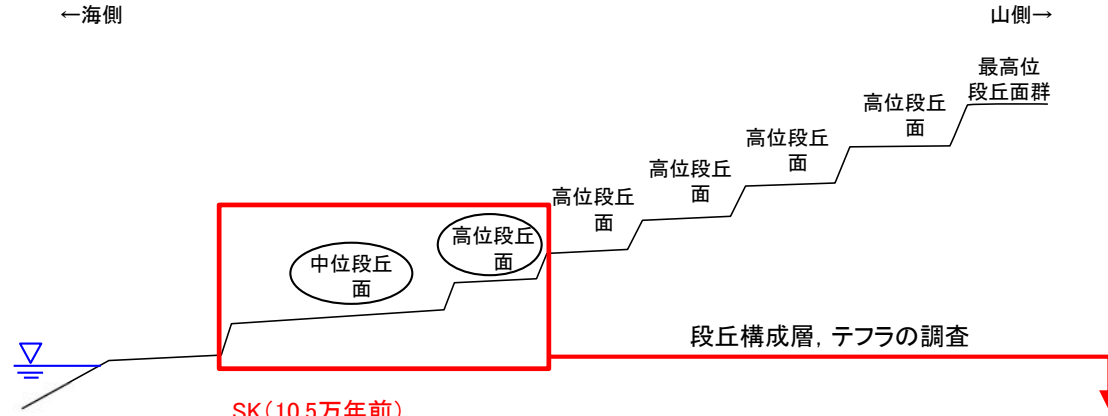 ←海側
山側→
最高位
段丘面群
高位段丘
面
高位段丘
面
高位段丘
面
高位段丘
面
高位段丘
面
中位段丘
面
段丘構成層，テフラの調査
SK（10.5万年前）